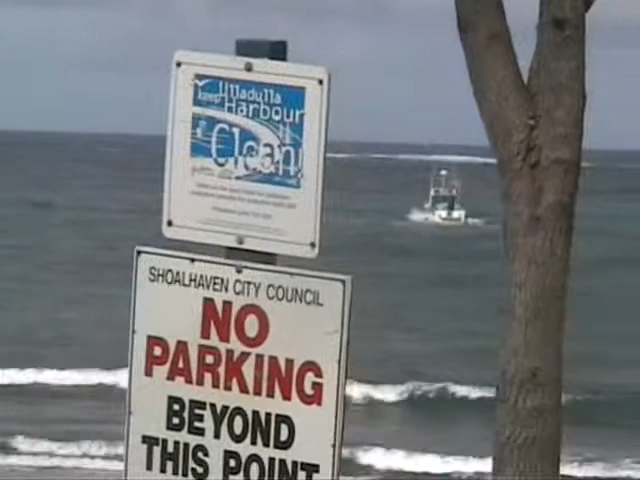 keep Ulladulla
Harbour
Clean!
SHOALHAVEN CITY COUNCIL
NO
PARKING
BEYOND
THIS POINT